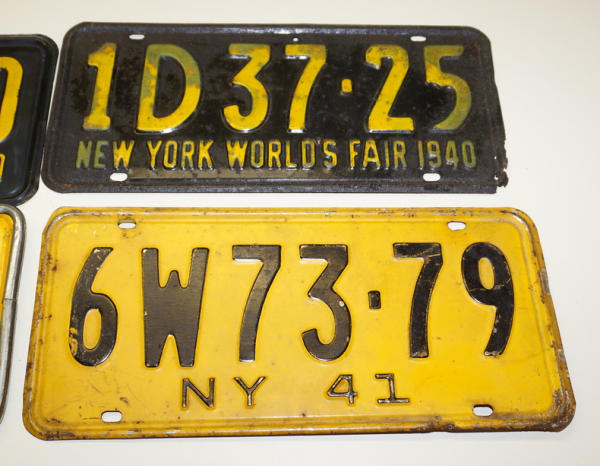 1D37·25
NEW YORK WORLD'S FAIR 1940
6W73·79
NY 41